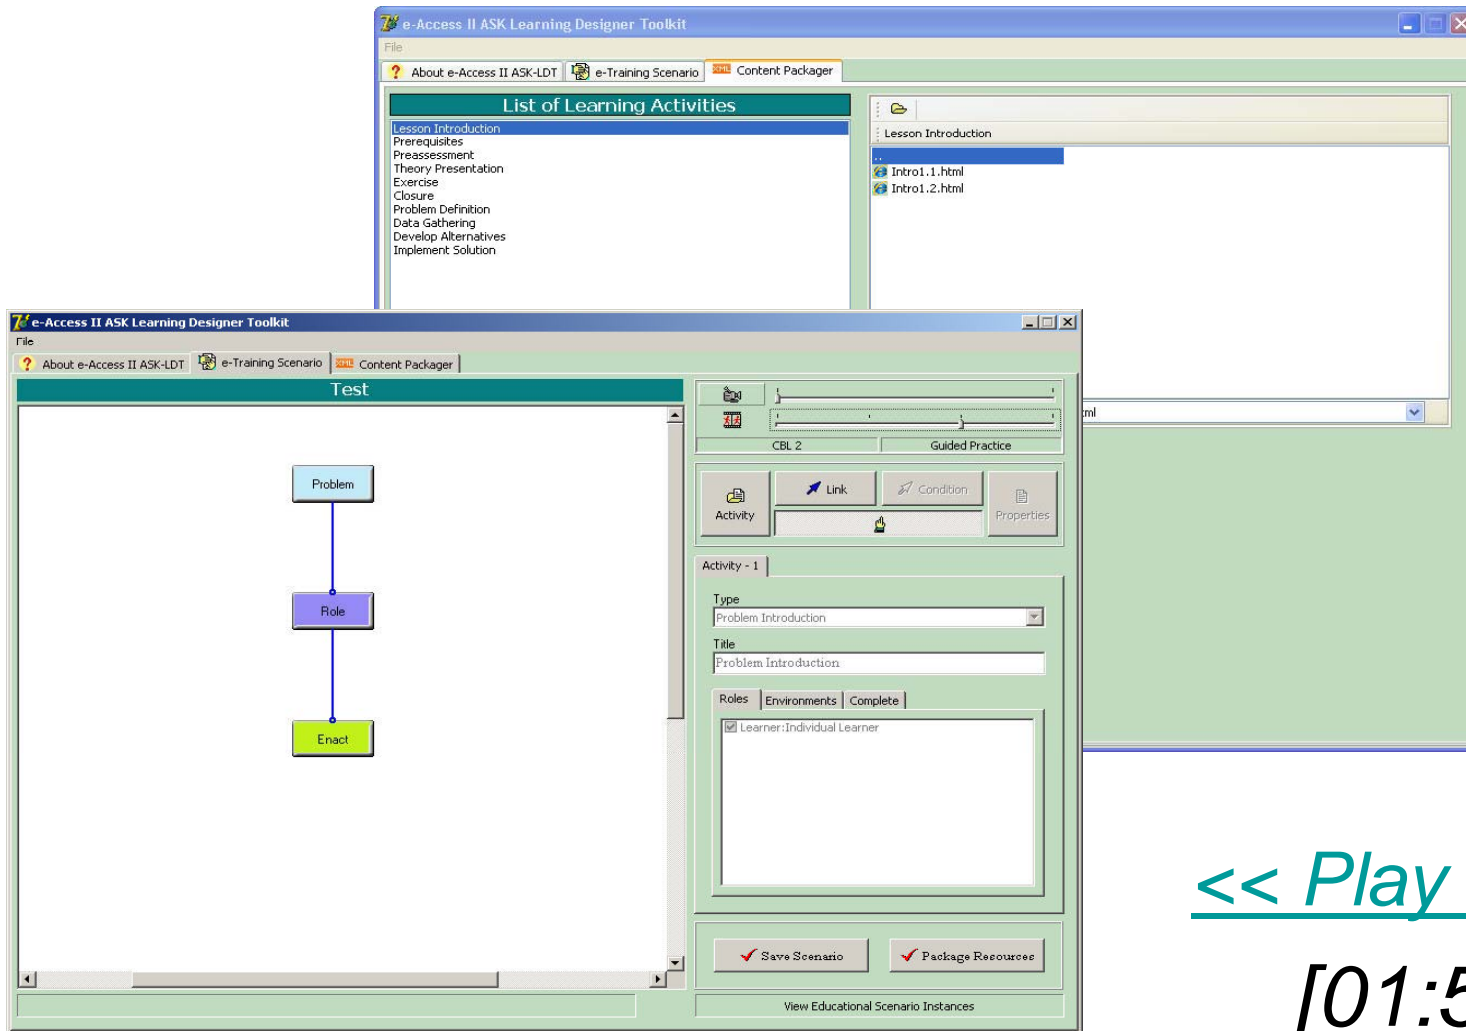 e-Access II ASK Learning Designer Toolkit
File
About e-Access II ASK-LDT e-Training Scenario Content Packager
List of Learning Activities
Lesson Introduction
Prerequisites
Preassessment
Theory Presentation
Exercise
Closure
Problem Definition
Data Gathering
Develop Alternatives
Implement Solution
Lesson Introduction
..
Intro1.1.html
Intro1.2.html
e-Access II ASK Learning Designer Toolkit
File
About e-Access II ASK-LDT e-Training Scenario Content Packager
Test
Problem
Role
Enact
CBL 2 Guided Practice
Activity Link Condition Properties
Activity - 1
Type
Problem Introduction
Title
Problem Introduction
Roles Environments Complete
Learner:Individual Learner
Save Scenario Package Resources
View Educational Scenario Instances
<< Play
[01:5